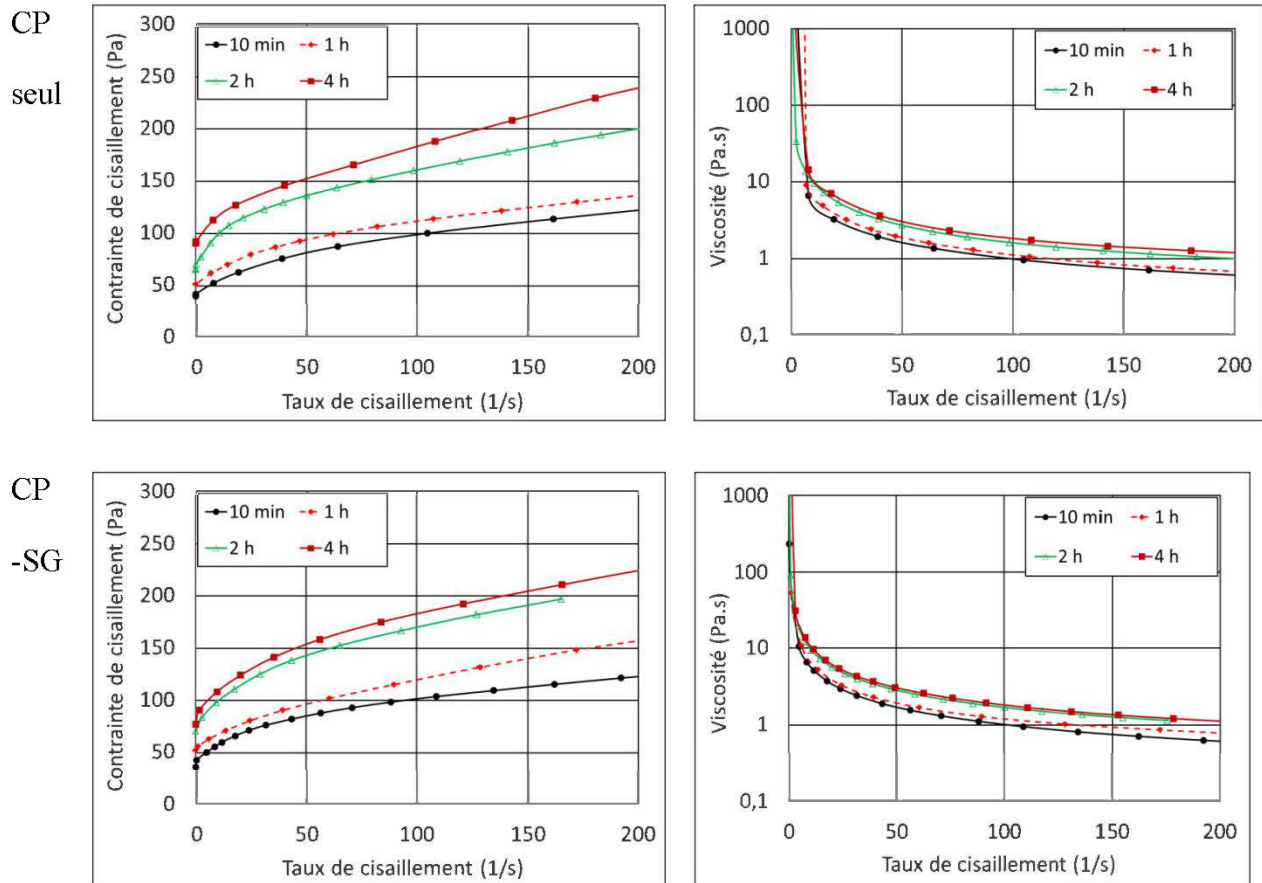 CP
seul
Contrainte de cisaillement (Pa)
300
250
200
150
100
50
0
10 min
1 h
2 h
4 h
0
50
100
150
200
Taux de cisaillement (1/s)
Viscosité (Pa.s)
1000
100
10
1
0,1
10 min
1 h
2 h
4 h
0
50
100
150
200
Taux de cisaillement (1/s)
CP
-SG
Contrainte de cisaillement (Pa)
300
250
200
150
100
50
0
10 min
1 h
2 h
4 h
0
50
100
150
200
Taux de cisaillement (1/s)
Viscosité (Pa.s)
1000
100
10
1
0,1
10 min
1 h
2 h
4 h
0
50
100
150
200
Taux de cisaillement (1/s)